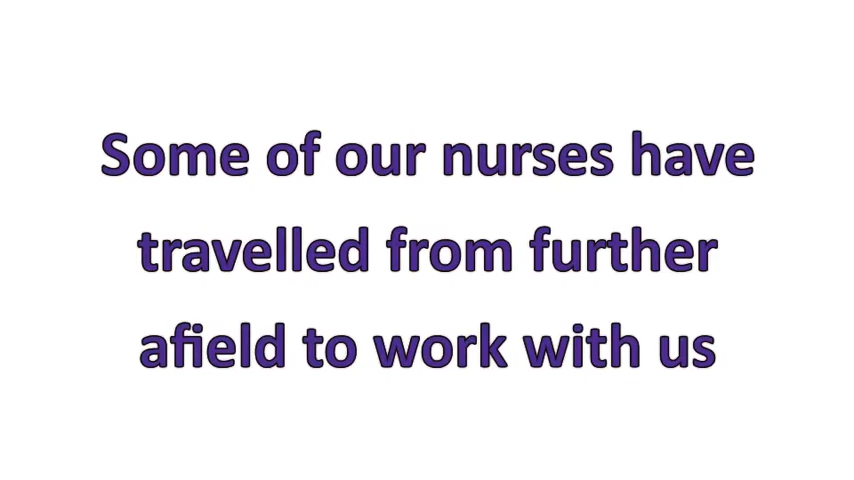 Some of our nurses have
travelled from further
afield to work with us